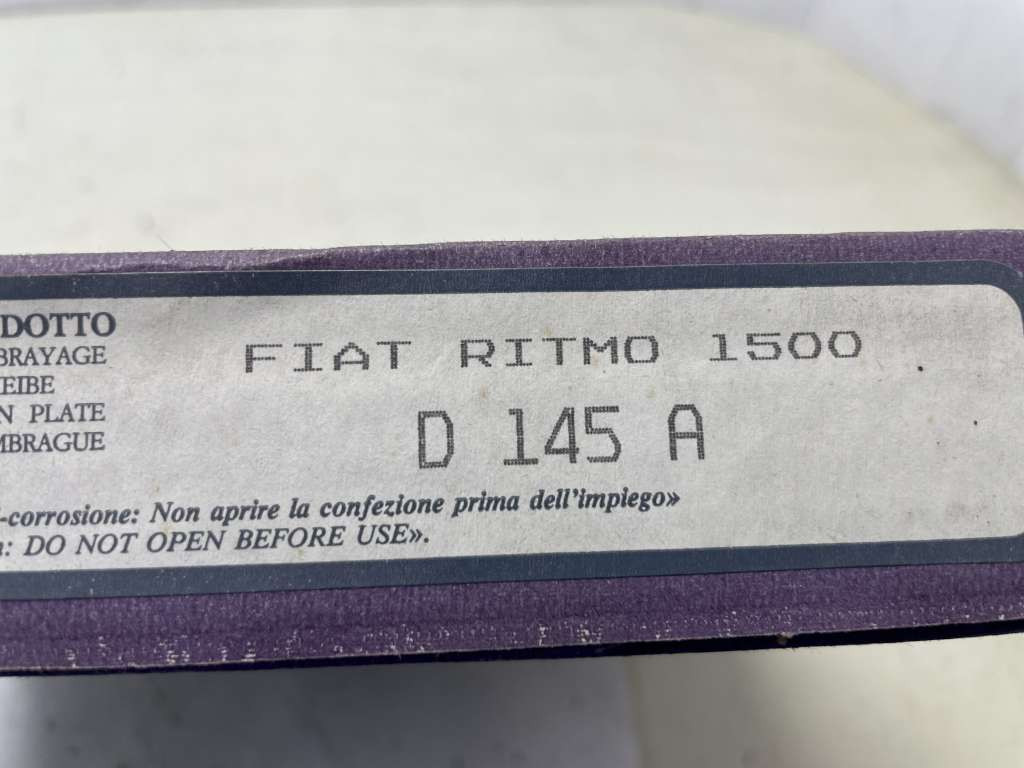 DOTTO
BRAYAGE
EIBE
N PLATE
MBRAGUE
FIAT RITMO 1500
D 145 A
-corrosione: Non aprire la confezione prima dell'impiego»
n: DO NOT OPEN BEFORE USE».